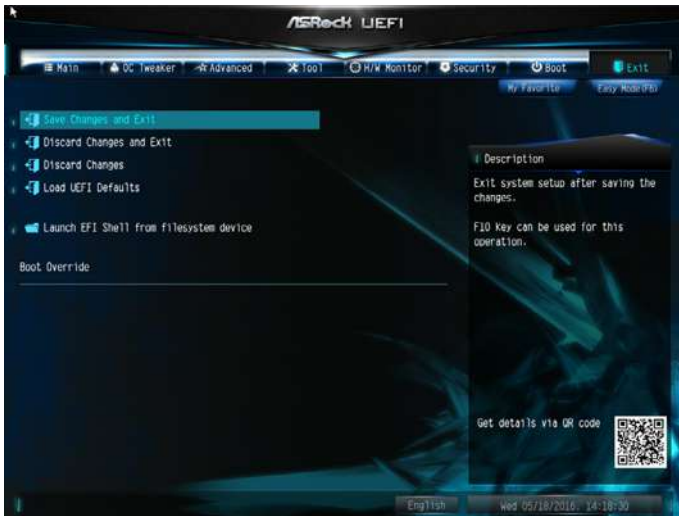 ASRock UEFI
Main OC Tweaker Advanced Tool H/W Monitor Security Boot Exit
My Favorite Easy Mode(F6)
Save Changes and Exit
Discard Changes and Exit
Discard Changes
Load UEFI Defaults
Launch EFI Shell from filesystem device
Boot Override
Description
Exit system setup after saving the
changes.
F10 key can be used for this
operation.
Get details via QR code
English Wed 05/18/2016. 14:18:30